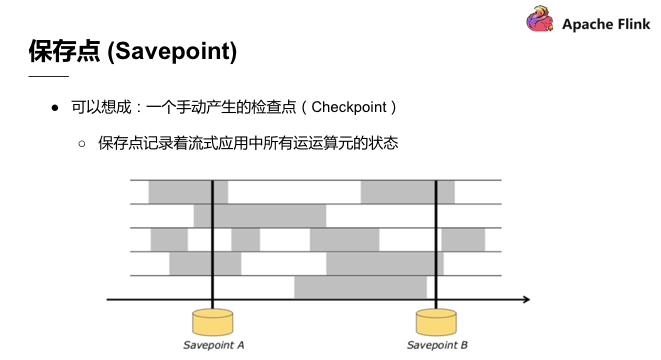 Apache Flink
保存点 (Savepoint)
● 可以想成：一个手动产生的检查点（Checkpoint）
○ 保存点记录着流式应用中所有运运算元的状态
Savepoint A
Savepoint B